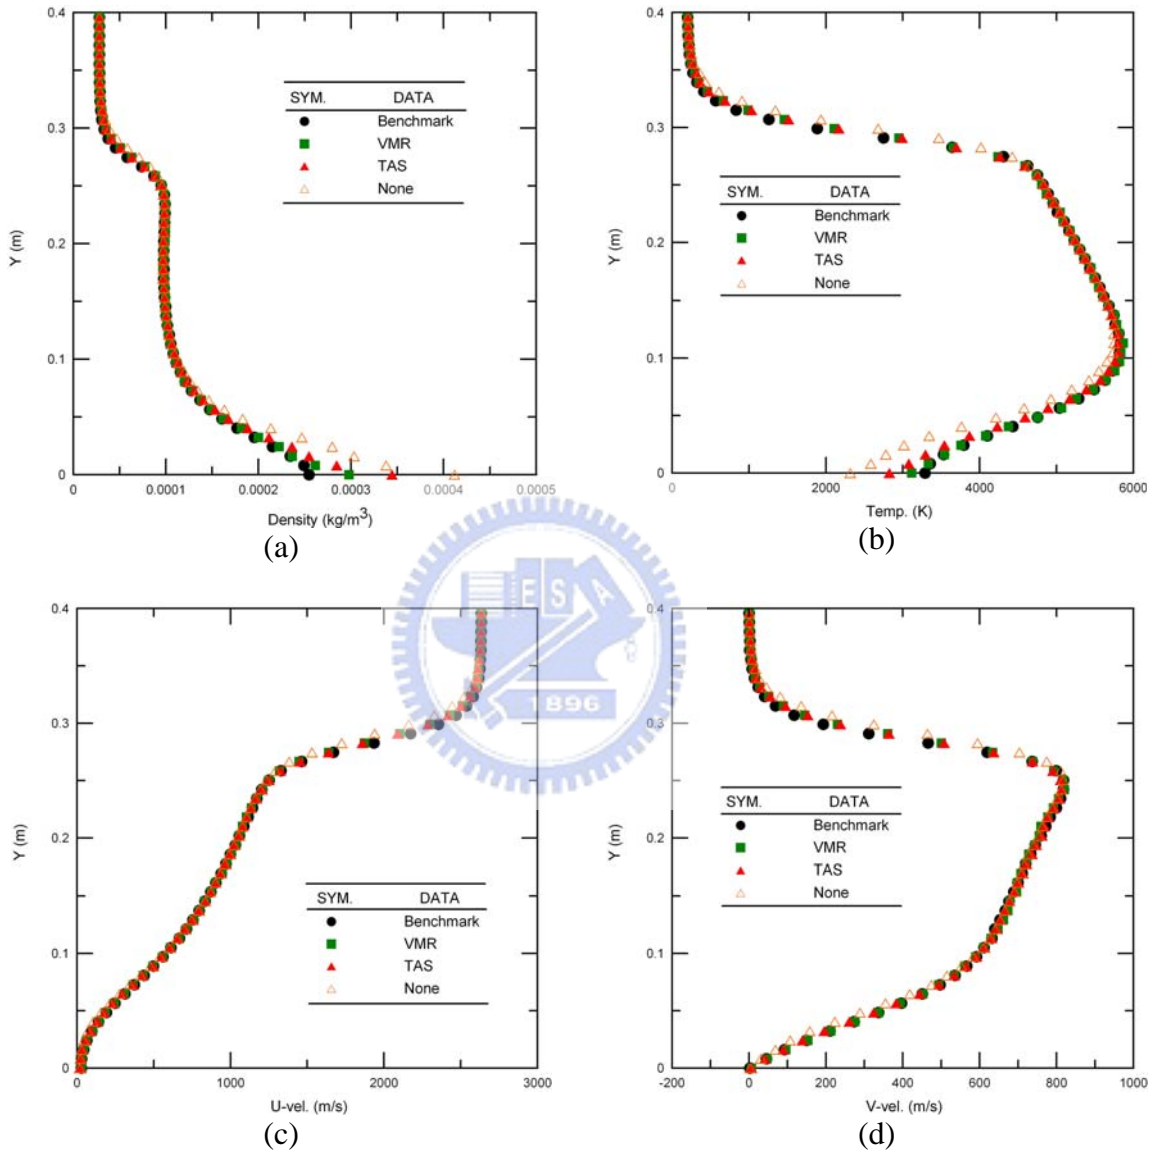 0.4
0.3
0.2
0.1
0
Y (m)
SYM. DATA
Benchmark
VMR
TAS
None
0 0.0001 0.0002 0.0003 0.0004 0.0005
Density (kg/m3)
(a)
0.4
0.3
0.2
0.1
0
Y (m)
SYM. DATA
Benchmark
VMR
TAS
None
0 2000 4000 6000
Temp. (K)
(b)
E S A
1896
0.4
0.3
0.2
0.1
0
Y (m)
SYM. DATA
Benchmark
VMR
TAS
None
0 1000 2000 3000
U-vel. (m/s)
(c)
0.4
0.3
0.2
0.1
0
Y (m)
SYM. DATA
Benchmark
VMR
TAS
None
-200 0 200 400 600 800 1000
V-vel. (m/s)
(d)